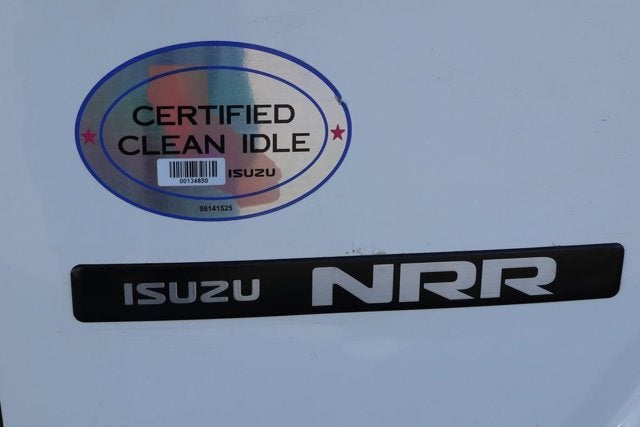 CERTIFIED
CLEAN IDLE
00134850
ISUZU
98141525
ISUZU NRR